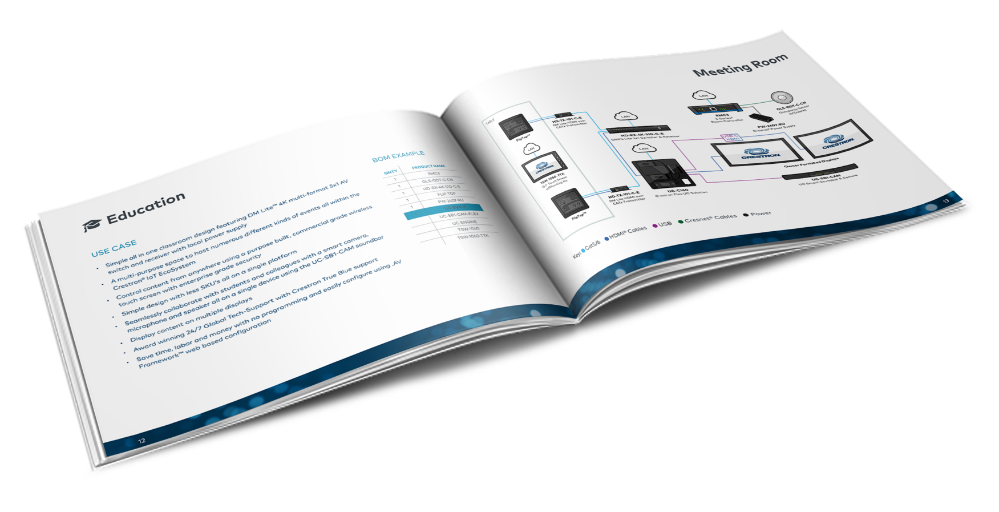 Education
USE CASE
• Simple all in one classroom design featuring DM Lite™ 4K multi-format 5x1 AV
switch and receiver with local power supply
• A multi-purpose space to host numerous different kinds of events all within the
Crestron® IoT EcoSystem
• Control content from anywhere using a purpose built, commercial grade wireless
touch screen with enterprise grade security
• Simple design with less SKU's all on a single platform
• Seamlessly collaborate with students and colleagues with a smart camera,
microphone and speaker all on a single device using the UC-SB1-CAM soundbar
• Display content on multiple displays
• Award winning 24/7 Global Tech-Support with Crestron True Blue support
• Save time, labor and money with no programming and easily configure using .AV
Framework™ web based configuration
BOM EXAMPLE
QNTY PRODUCT NAME
1 RMC3
1 GLS-ODT-C-CN
1 HD-RX-4K-510-C-E
1 FLIP TOP
1 PW-2407-RU
UC-SB1-CAM-FLEX
UC-ENGINE
TSW-1060
TSW-1060-TTK
12
Meeting Room
TABLE
FlipTop™
LAN
CRESTRON
TSW-1060-TTK
10.1" Touch Screen
w/Mounting Kit
FlipTop™
HD-TX-101-C-E
DM Lite HDMI over
CATx Transmitter
HD-TX-101-C-E
DM Lite HDMI over
CATx Transmitter
LAN
HD-RX-4K-510-C-E
DMPS Lite 5x1 Switcher & Receiver
LAN
UC-C160
Crestron Flex UC Solution
LAN
RMC3
3-Series®
Room Controller
GLS-ODT-C-CN
Occupancy Sensor
w/Cresnet
PW-2407-RU
Cresnet® Power Supply
USB-C
HDMI
CRESTRON
CRESTRON
Owner Furnished Displays
UC-SB1-CAM
UC Smart Soundbar & Camera
Key: Cat5/6 HDMI® Cables USB Cresnet® Cables Power
13